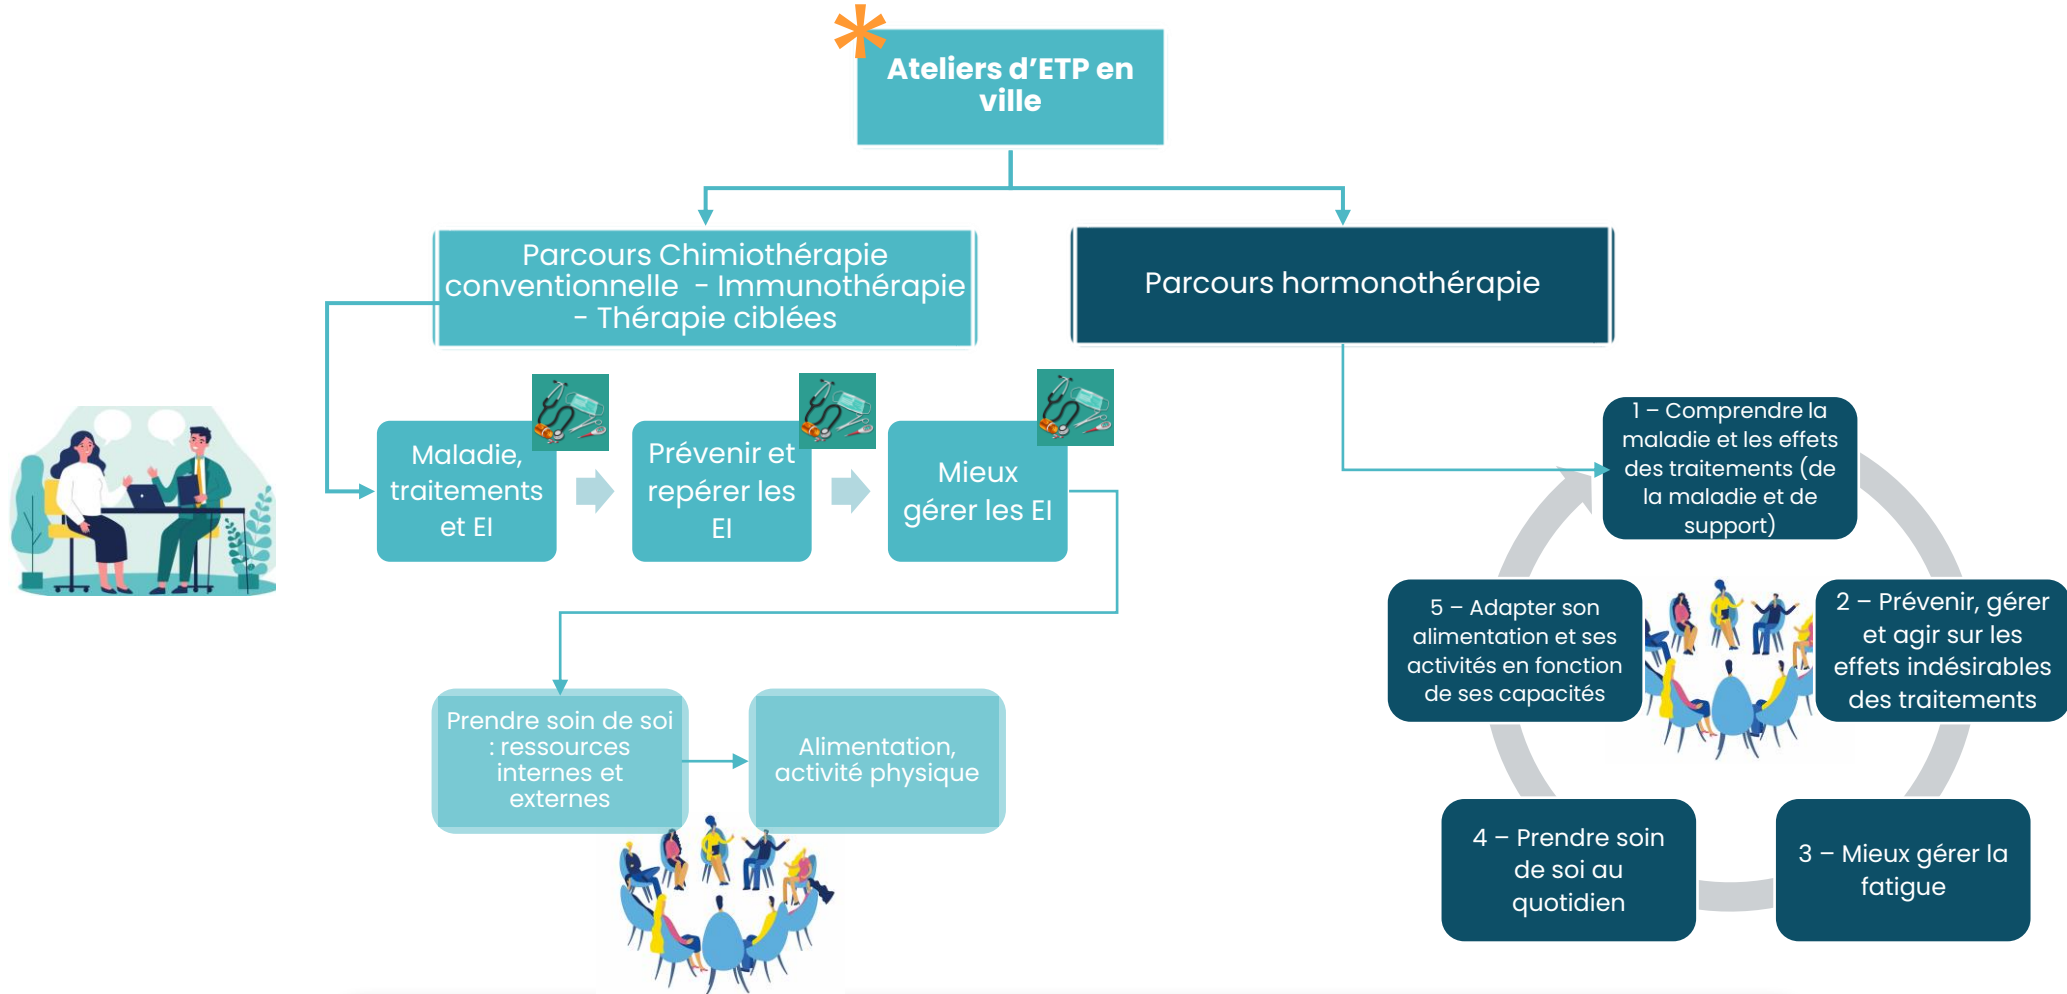 Ateliers d’ETP en
ville
Parcours Chimiothérapie
conventionnelle - Immunothérapie
- Thérapie ciblées
Parcours hormonothérapie
Maladie,
traitements
et EI
Prévenir et
repérer les
EI
Mieux
gérer les EI
Prendre soin de soi
: ressources
internes et
externes
Alimentation,
activité physique
1 – Comprendre la
maladie et les effets
des traitements (de
la maladie et de
support)
2 – Prévenir, gérer
et agir sur les
effets indésirables
des traitements
3 – Mieux gérer la
fatigue
4 – Prendre soin
de soi au
quotidien
5 – Adapter son
alimentation et ses
activités en fonction
de ses capacités